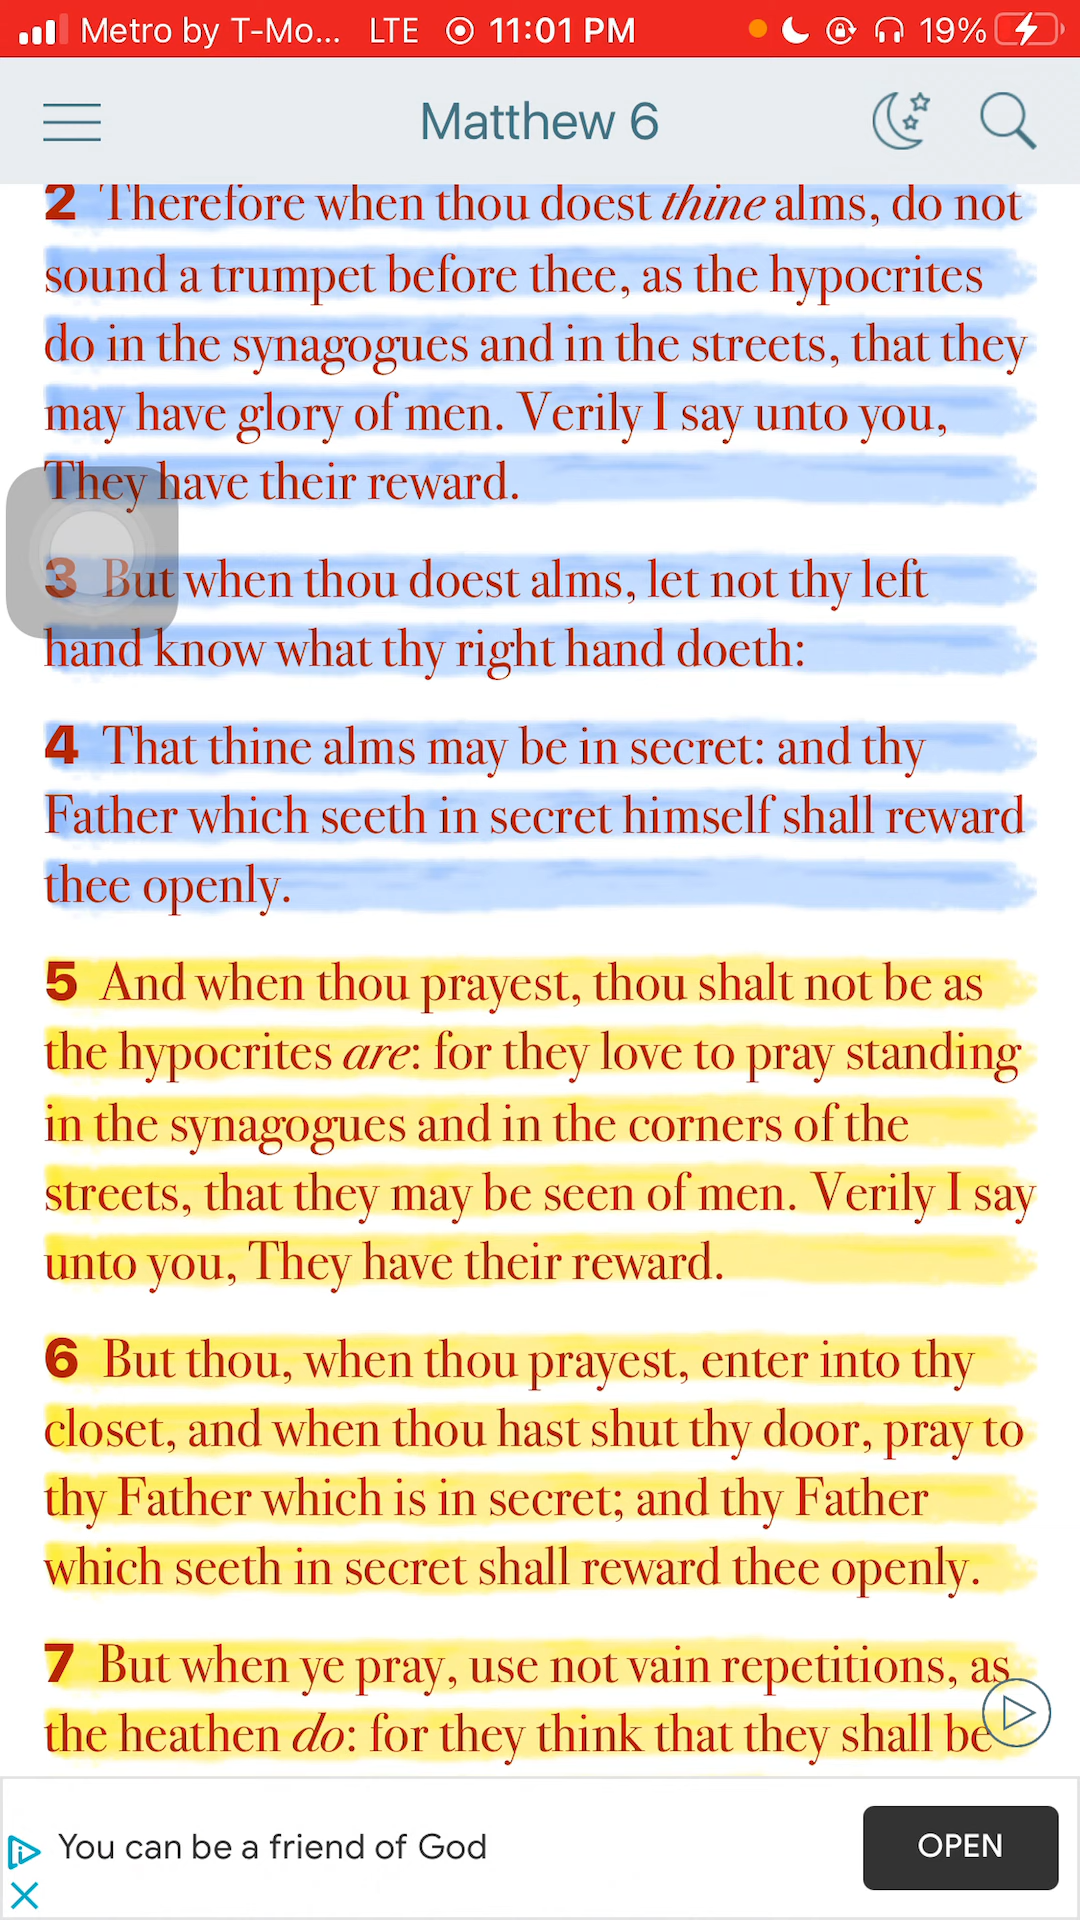 Metro by T-Mo... LTE 11:01 PM 19%
Matthew 6
2 Therefore when thou doest thine alms, do not
sound a trumpet before thee, as the hypocrites
do in the synagogues and in the streets, that they
may have glory of men. Verily I say unto you,
They have their reward.
3 But when thou doest alms, let not thy left
hand know what thy right hand doeth:
4 That thine alms may be in secret: and thy
Father which seeth in secret himself shall reward
thee openly.
5 And when thou prayest, thou shalt not be as
the hypocrites are: for they love to pray standing
in the synagogues and in the corners of the
streets, that they may be seen of men. Verily I say
unto you, They have their reward.
6 But thou, when thou prayest, enter into thy
closet, and when thou hast shut thy door, pray to
thy Father which is in secret; and thy Father
which seeth in secret shall reward thee openly.
7 But when ye pray, use not vain repetitions, as
the heathen do: for they think that they shall be
You can be a friend of God
OPEN